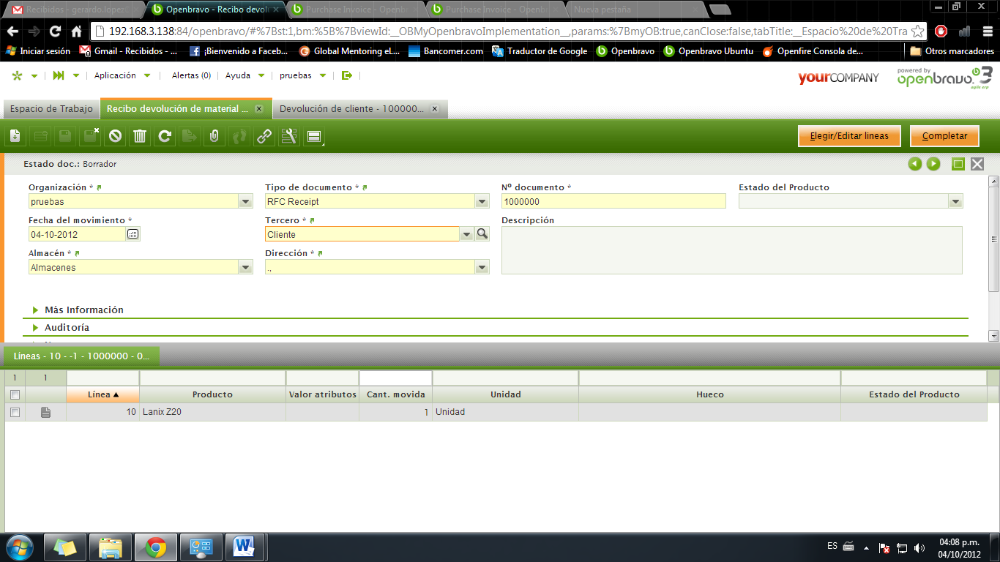 Recibidos - gerardo.lopez
Openbravo - Recibo devol
Purchase Invoice - Openb
Purchase Invoice - Openb
Nueva pestaña
192.168.3.138:84/openbravo/#%7Bst:1,bm:%5B%7BviewId:__OBMyOpenbravoImplementation__,params:%7BmyOB:true,canClose:false,tabTitle:__Espacio%20de%20Tra
Iniciar sesión
Gmail - Recibidos - ...
¡Bienvenido a Faceb...
Global Mentoring eL...
Bancomer.com
Traductor de Google
Openbravo
Openbravo Ubuntu
Openfire Consola de...
Otros marcadores
Aplicación
Alertas (0)
Ayuda
pruebas
yourCOMPANY
powered by
openbravo 3
agile erp
Espacio de Trabajo
Recibo devolución de material ...
Devolución de cliente - 100000...
Elegir/Editar lineas
Completar
Estado doc.: Borrador
Organización *
Tipo de documento *
Nº documento *
Estado del Producto
pruebas
RFC Receipt
1000000
Fecha del movimiento *
Tercero *
Descripción
04-10-2012
Cliente
Almacén *
Dirección *
Almacenes
.,
Más Información
Auditoría
Líneas - 10 - -1 - 1000000 - 0...
1
1
Línea
Producto
Valor atributos
Cant. movida
Unidad
Hueco
Estado del Producto
10
Lanix Z20
1
Unidad
ES
04:08 p.m.
04/10/2012